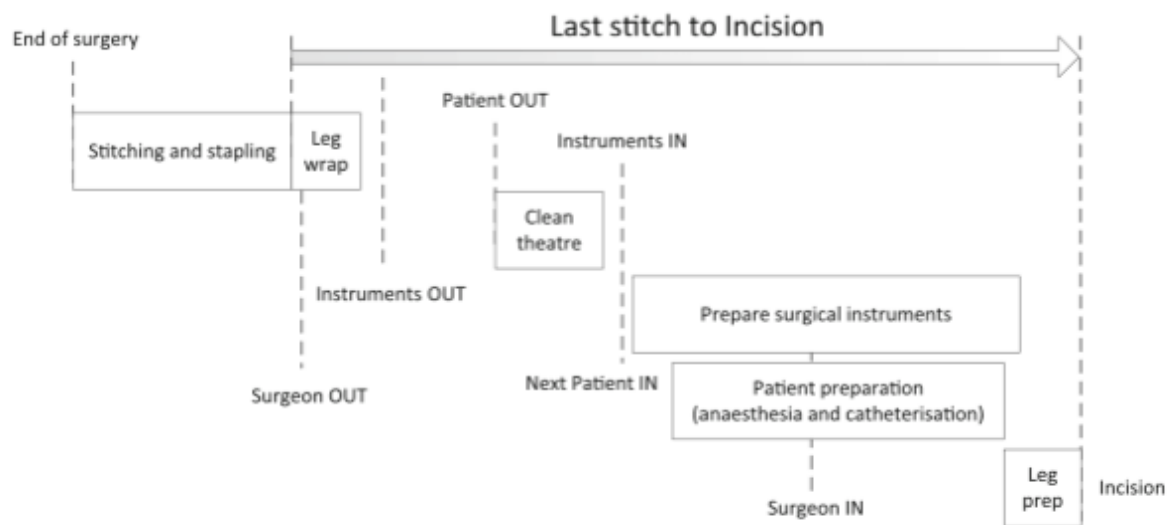 Last stitch to Incision
End of surgery
Patient OUT
Stitching and stapling
Leg
wrap
Instruments IN
Clean
theatre
Instruments OUT
Prepare surgical instruments
Surgeon OUT
Next Patient IN
Patient preparation
(anaesthesia and catheterisation)
Leg
prep
Incision
Surgeon IN